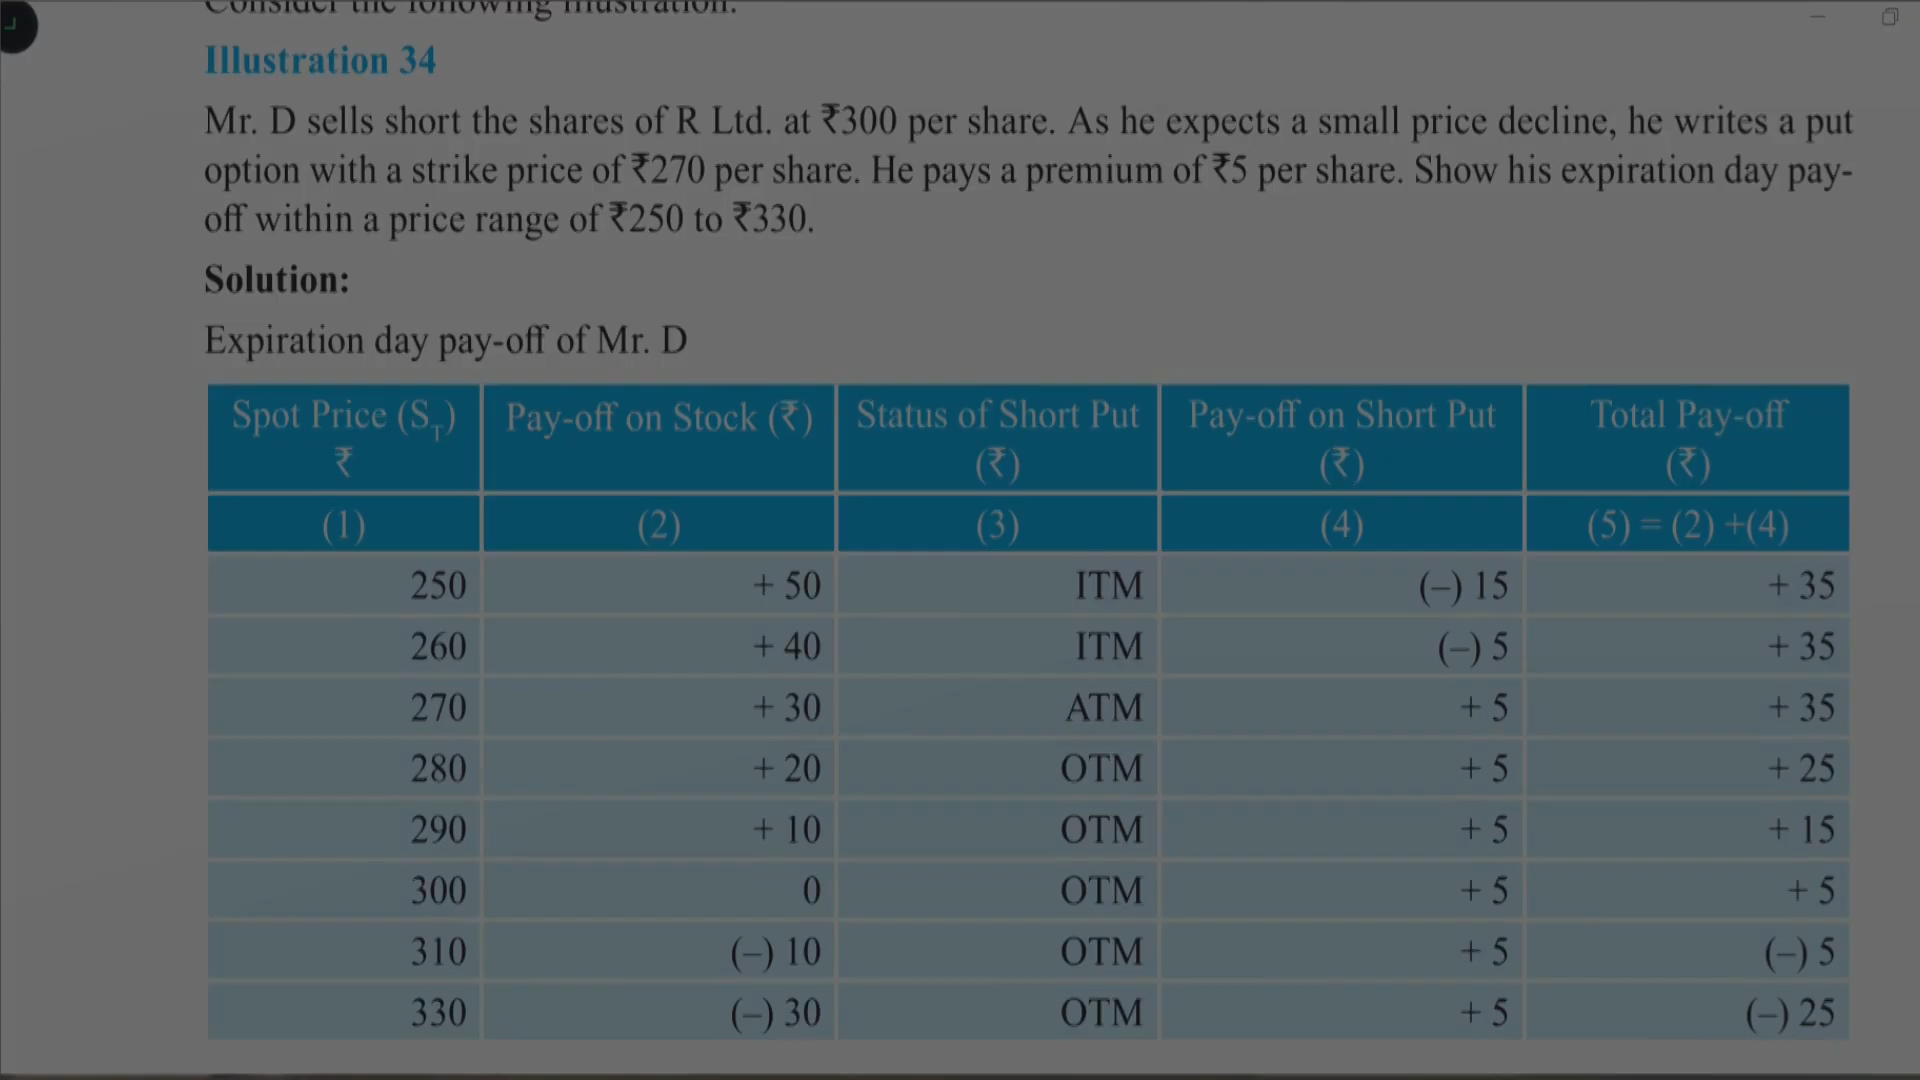 Consider the following illustration.
Illustration 34
Mr. D sells short the shares of R Ltd. at ₹300 per share. As he expects a small price decline, he writes a put
option with a strike price of ₹270 per share. He pays a premium of ₹5 per share. Show his expiration day pay-
off within a price range of ₹250 to ₹330.
Solution:
Expiration day pay-off of Mr. D
Spot Price (S_T) ₹ Pay-off on Stock (₹) Status of Short Put (₹) Pay-off on Short Put (₹) Total Pay-off (₹)
(1) (2) (3) (4) (5) = (2) +(4)
250 + 50 ITM (–) 15 + 35
260 + 40 ITM (–) 5 + 35
270 + 30 ATM + 5 + 35
280 + 20 OTM + 5 + 25
290 + 10 OTM + 5 + 15
300 0 OTM + 5 + 5
310 (–) 10 OTM + 5 (–) 5
330 (–) 30 OTM + 5 (–) 25